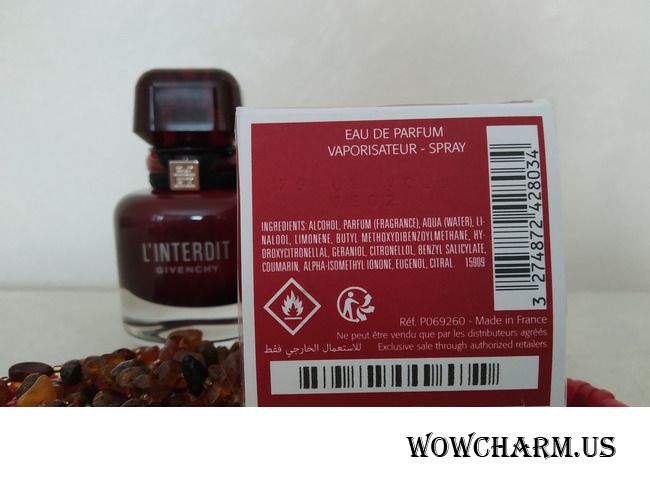 EAU DE PARFUM
VAPORISATEUR - SPRAY
INGREDIENTS: ALCOHOL, PARFUM (FRAGRANCE), AQUA (WATER), LI-
NALOOL, LIMONENE, BUTYL METHOXYDIBENZOYLMETHANE, HY-
DROXYCITRONELLAL, GERANIOL, CITRONELLOL, BENZYL SALICYLATE,
COUMARIN, ALPHA-ISOMETHYL IONONE, EUGENOL, CITRAL. 15909
3 274872 428034
Réf. P069260 - Made in France
Ne peut être vendu que par les distributeurs agréés
للاستعمال الخارجي فقط Exclusive sale through authorized retailers
L'INTERDIT
GIVENCHY
WOWCHARM.US